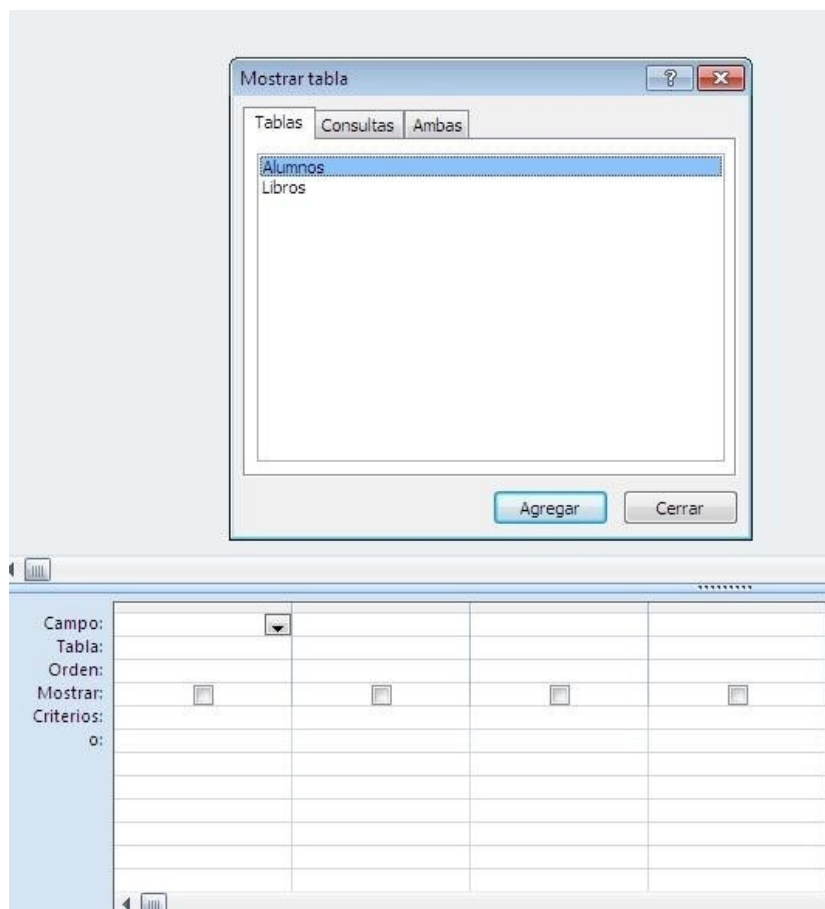 Mostrar tabla
Tablas Consultas Ambas
Alumnos
Libros
Agregar Cerrar
Campo:
Tabla:
Orden:
Mostrar:
Criterios:
o: